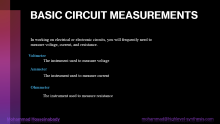 BASIC CIRCUIT MEASUREMENTS
In working on electrical or electronic circuits, you will frequently need to
measure voltage, current, and resistance.
Voltmeter
The instrument used to measure voltage
Ammeter
The instrument used to measure current
Ohmmeter
The instrument used to measure resistance